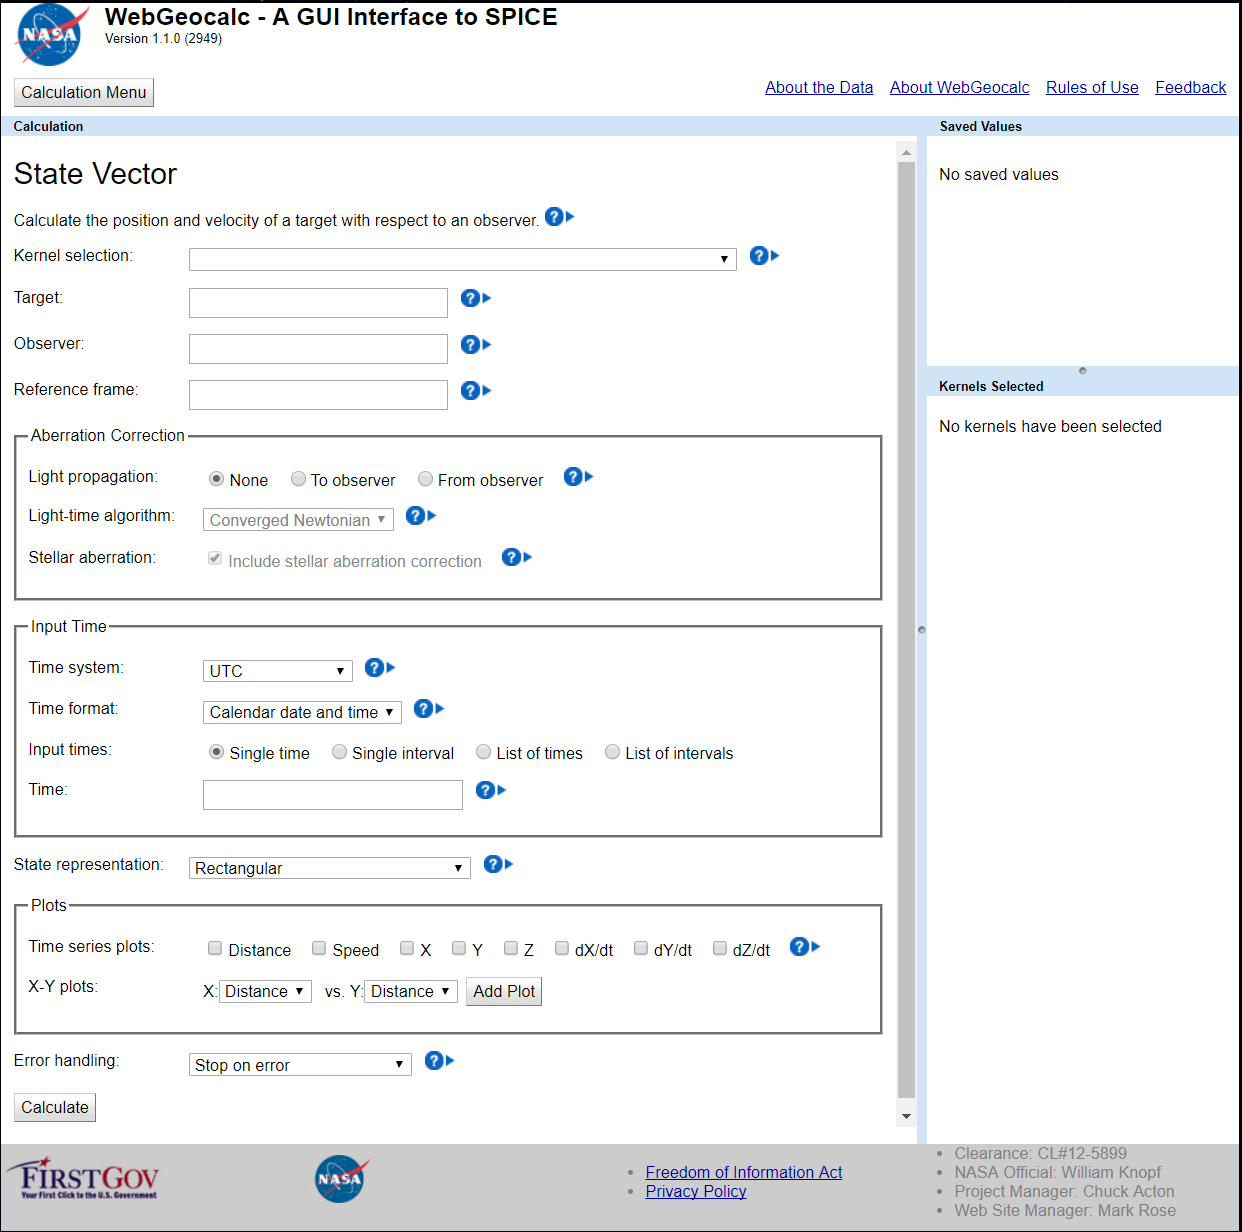 NASA
WebGeocalc - A GUI Interface to SPICE
Version 1.1.0 (2949)
Calculation Menu
About the Data About WebGeocalc Rules of Use Feedback
Calculation
Saved Values
State Vector
No saved values
Calculate the position and velocity of a target with respect to an observer. ?
Kernel selection: ?
Target: ?
Observer: ?
Reference frame: ?
Kernels Selected
No kernels have been selected
Aberration Correction
Light propagation: None To observer From observer ?
Light-time algorithm: Converged Newtonian ?
Stellar aberration: Include stellar aberration correction ?
Input Time
Time system: UTC ?
Time format: Calendar date and time ?
Input times: Single time Single interval List of times List of intervals
Time: ?
State representation: Rectangular ?
Plots
Time series plots: Distance Speed X Y Z dX/dt dY/dt dZ/dt ?
X-Y plots: X: Distance vs. Y: Distance Add Plot
Error handling: Stop on error ?
Calculate
FIRSTGOV
Your First Click to the U.S. Government
NASA
Freedom of Information Act
Privacy Policy
Clearance: CL#12-5899
NASA Official: William Knopf
Project Manager: Chuck Acton
Web Site Manager: Mark Rose